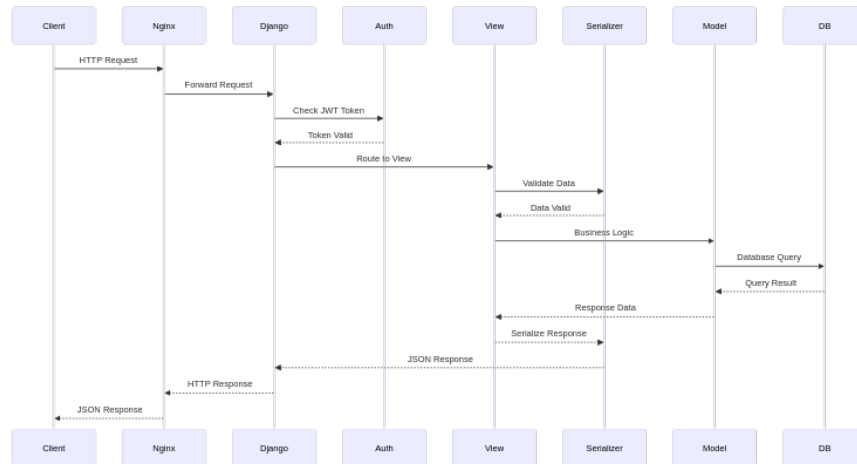 Client Nginx Django Auth View Serializer Model DB
HTTP Request
Forward Request
Check JWT Token
Token Valid
Route to View
Validate Data
Data Valid
Business Logic
Database Query
Query Result
Response Data
Serialize Response
JSON Response
HTTP Response
JSON Response
Client Nginx Django Auth View Serializer Model DB